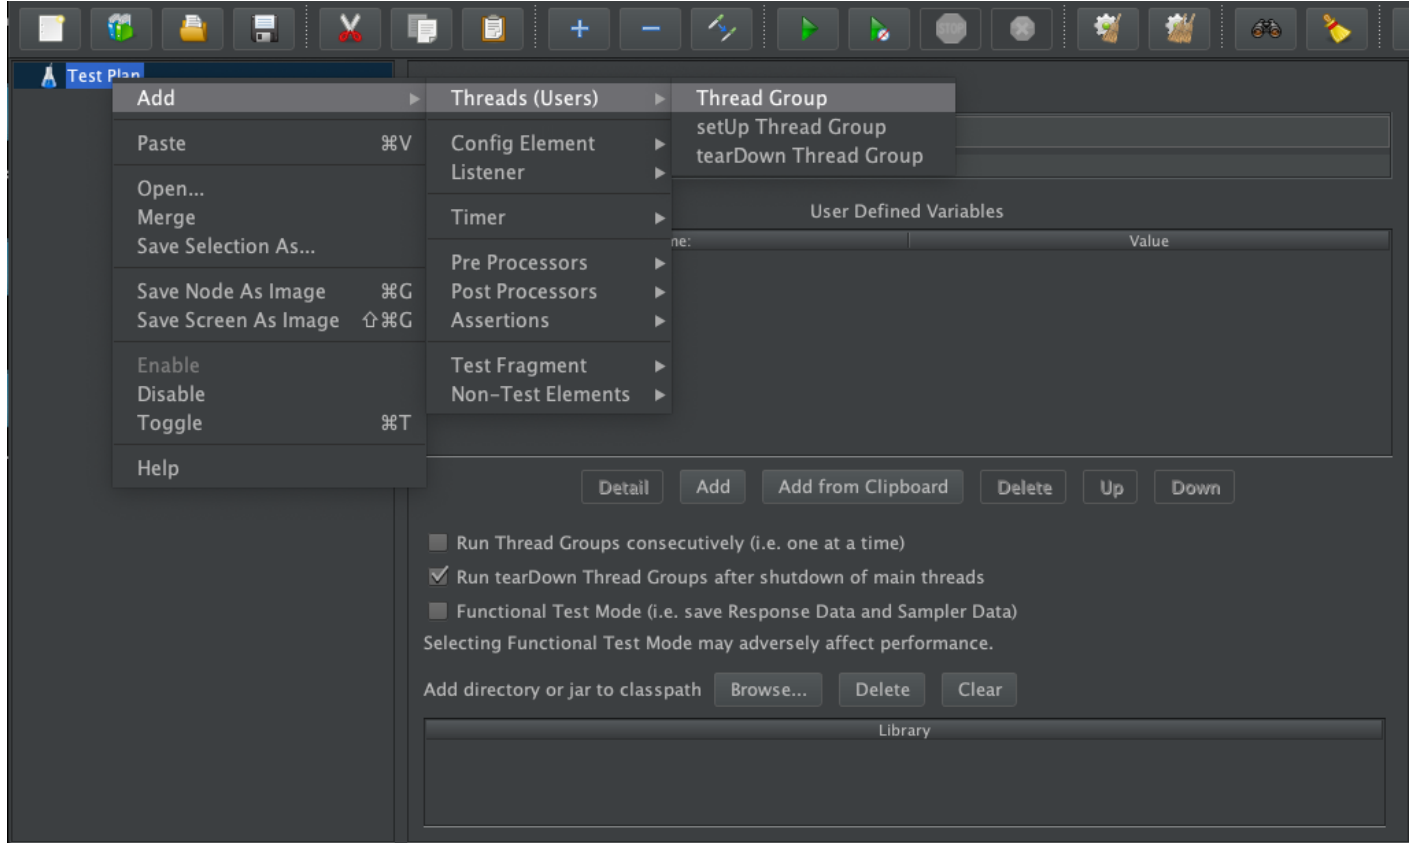 STOP
Test Plan
Add
Paste ⌘V
Open...
Merge
Save Selection As...
Save Node As Image ⌘G
Save Screen As Image ⇧⌘G
Enable
Disable
Toggle ⌘T
Help
Threads (Users)
Config Element
Listener
Timer
Pre Processors
Post Processors
Assertions
Test Fragment
Non-Test Elements
Thread Group
setUp Thread Group
tearDown Thread Group
User Defined Variables
me: Value
Detail Add Add from Clipboard Delete Up Down
Run Thread Groups consecutively (i.e. one at a time)
Run tearDown Thread Groups after shutdown of main threads
Functional Test Mode (i.e. save Response Data and Sampler Data)
Selecting Functional Test Mode may adversely affect performance.
Add directory or jar to classpath Browse... Delete Clear
Library